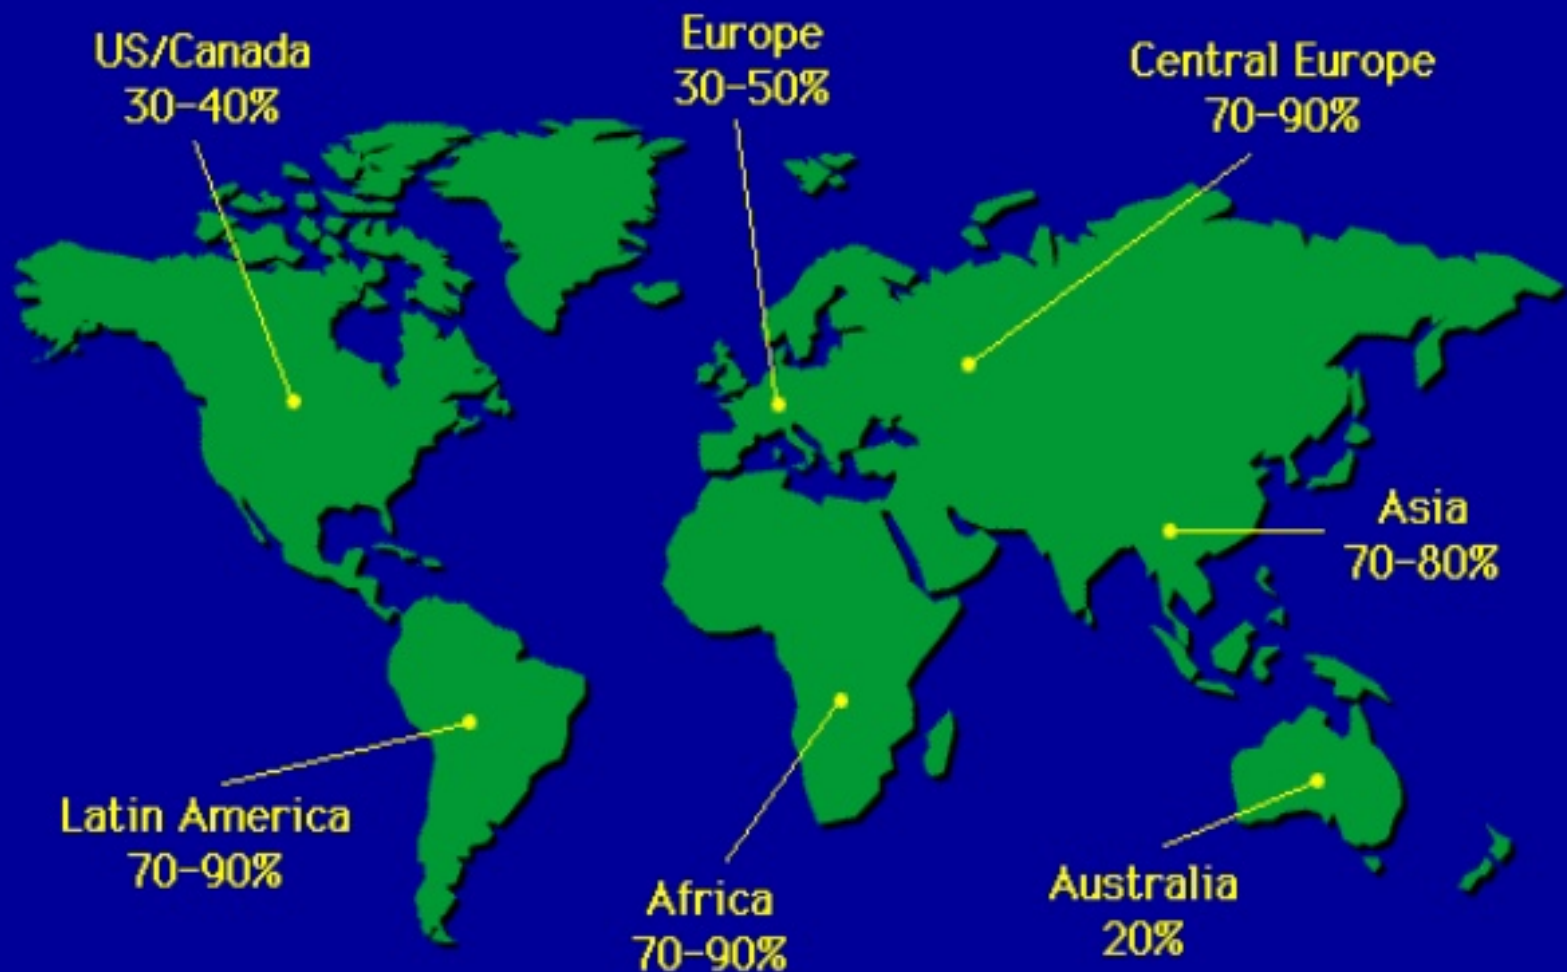 US/Canada
30-40%
Europe
30-50%
Central Europe
70-90%
Asia
70-80%
Latin America
70-90%
Africa
70-90%
Australia
20%